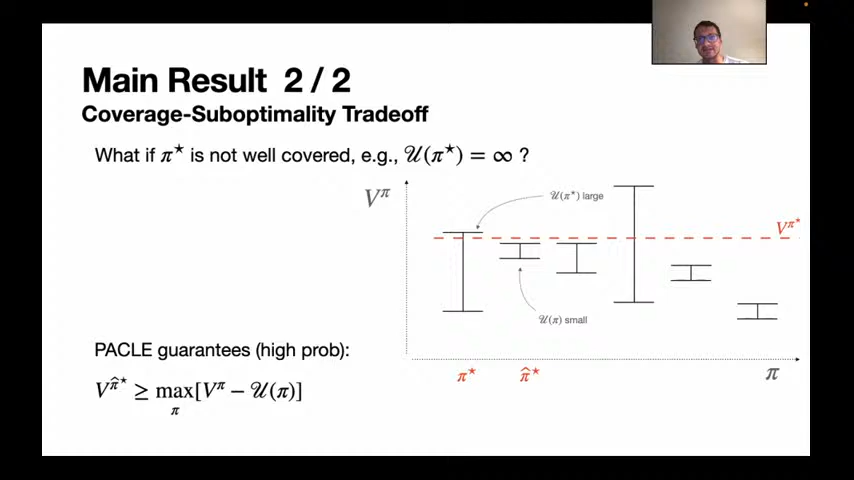 Main Result 2 / 2
Coverage-Suboptimality Tradeoff
What if π⋆ is not well covered, e.g., 𝒰(π⋆) = ∞ ?
V^π
𝒰(π⋆) large
V^π⋆
𝒰(π) small
PACLE guarantees (high prob):
π⋆
π̂⋆
π
V^π̂⋆ ≥ max[V^π − 𝒰(π)]
π